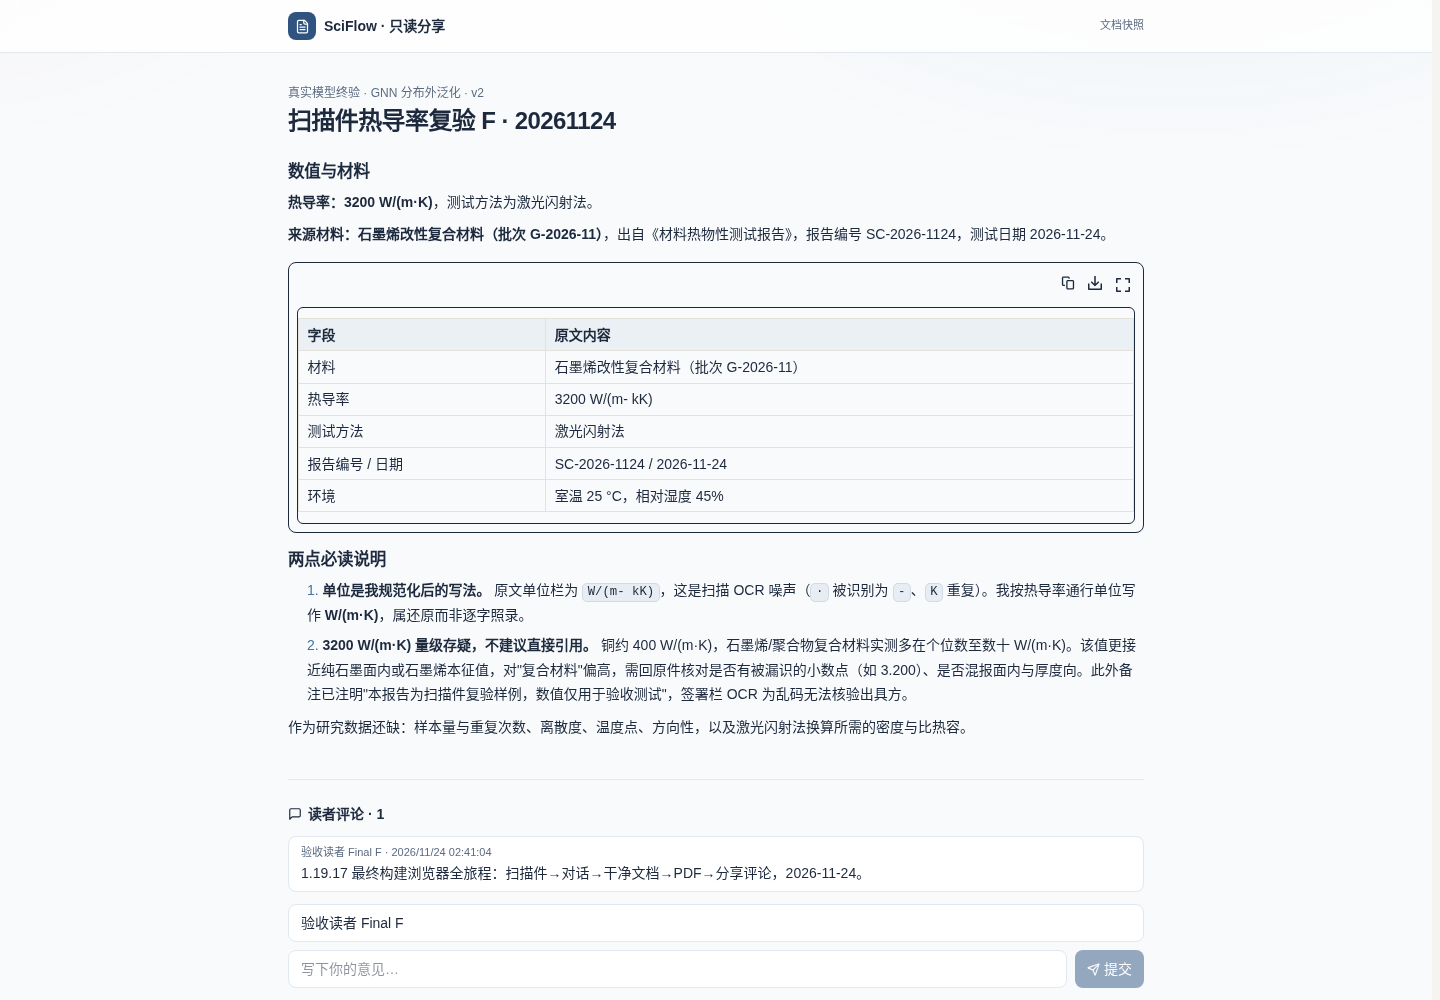 SciFlow · 只读分享
文档快照
真实模型终验 · GNN 分布外泛化 · v2
扫描件热导率复验 F · 20261124
数值与材料
热导率：3200 W/(m·K)，测试方法为激光闪射法。
来源材料：石墨烯改性复合材料（批次 G-2026-11），出自《材料热物性测试报告》，报告编号 SC-2026-1124，测试日期 2026-11-24。
字段 原文内容
材料 石墨烯改性复合材料（批次 G-2026-11）
热导率 3200 W/(m- kK)
测试方法 激光闪射法
报告编号 / 日期 SC-2026-1124 / 2026-11-24
环境 室温 25 °C，相对湿度 45%
两点必读说明
1. 单位是我规范化后的写法。 原文单位栏为 W/(m- kK)，这是扫描 OCR 噪声（· 被识别为 -、K 重复）。我按热导率通行单位写
作 W/(m·K)，属还原而非逐字照录。
2. 3200 W/(m·K) 量级存疑，不建议直接引用。 铜约 400 W/(m·K)，石墨烯/聚合物复合材料实测多在个位数至数十 W/(m·K)。该值更接
近纯石墨面内或石墨烯本征值，对"复合材料"偏高，需回原件核对是否有被漏识的小数点（如 3.200）、是否混报面内与厚度向。此外备
注已注明"本报告为扫描件复验样例，数值仅用于验收测试"，签署栏 OCR 为乱码无法核验出具方。
作为研究数据还缺：样本量与重复次数、离散度、温度点、方向性，以及激光闪射法换算所需的密度与比热容。
读者评论 · 1
验收读者 Final F · 2026/11/24 02:41:04
1.19.17 最终构建浏览器全旅程：扫描件→对话→干净文档→PDF→分享评论，2026-11-24。
验收读者 Final F
写下你的意见…
提交